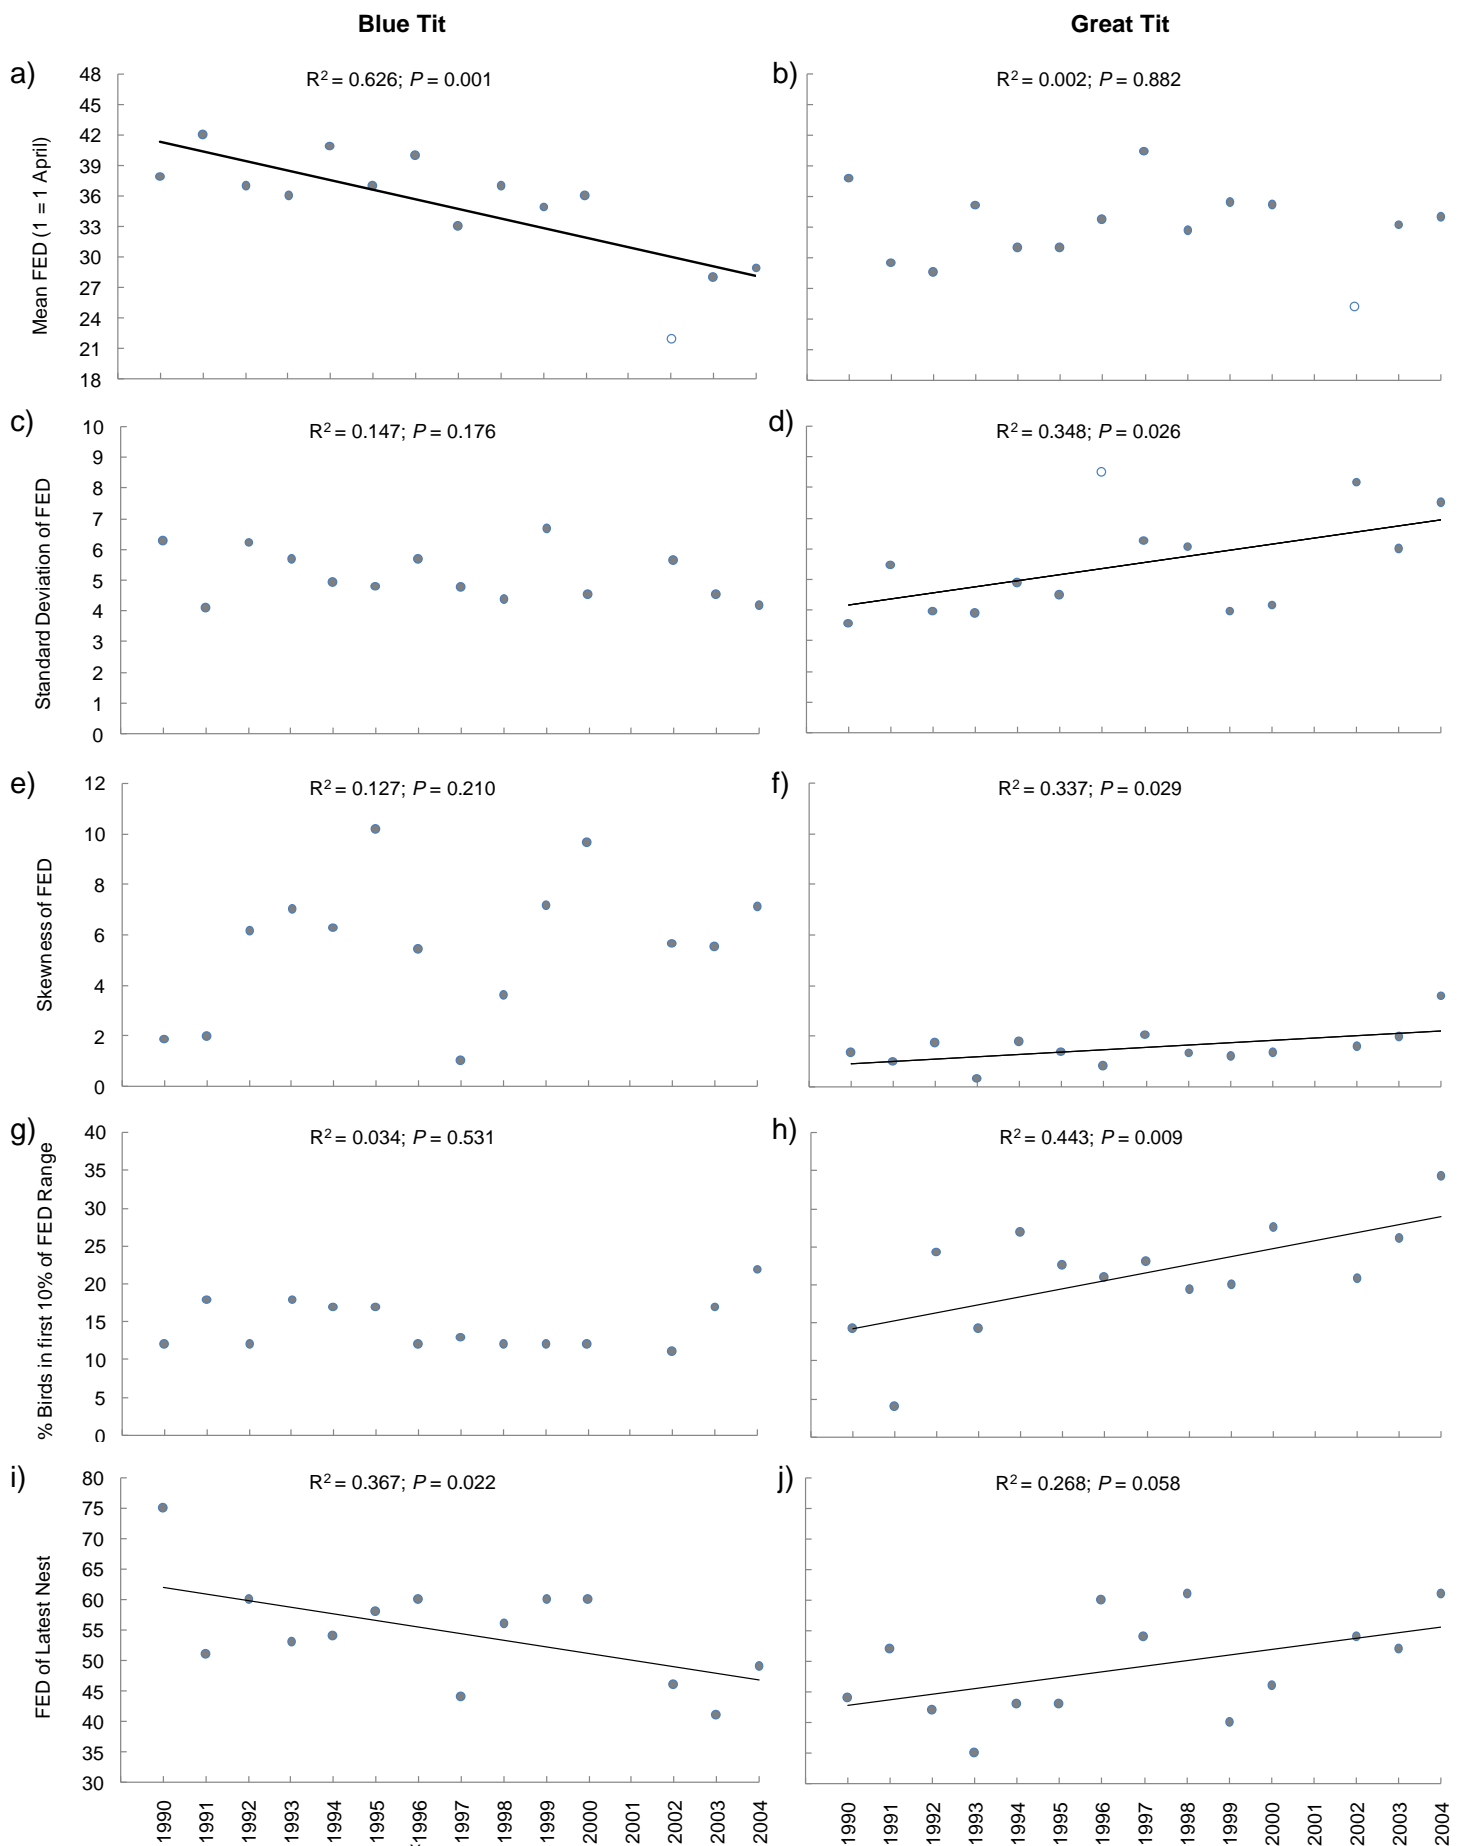 Blue Tit
Great Tit
a)
R² = 0.626; P = 0.001
Mean FED (1 = 1 April)
48
45
42
39
36
33
30
27
24
21
18
b)
R² = 0.002; P = 0.882
c)
R² = 0.147; P = 0.176
Standard Deviation of FED
10
9
8
7
6
5
4
3
2
1
0
d)
R² = 0.348; P = 0.026
e)
R² = 0.127; P = 0.210
Skewness of FED
12
10
8
6
4
2
0
f)
R² = 0.337; P = 0.029
g)
R² = 0.034; P = 0.531
% Birds in first 10% of FED Range
40
35
30
25
20
15
10
5
0
h)
R² = 0.443; P = 0.009
i)
R² = 0.367; P = 0.022
FED of Latest Nest
80
75
70
65
60
55
50
45
40
35
30
j)
R² = 0.268; P = 0.058
1990
1991
1992
1993
1994
1995
1996
1997
1998
1999
2000
2002
2003
2004
1990
1991
1992
1993
1994
1995
1996
1997
1998
1999
2000
2001
2002
2003
2004